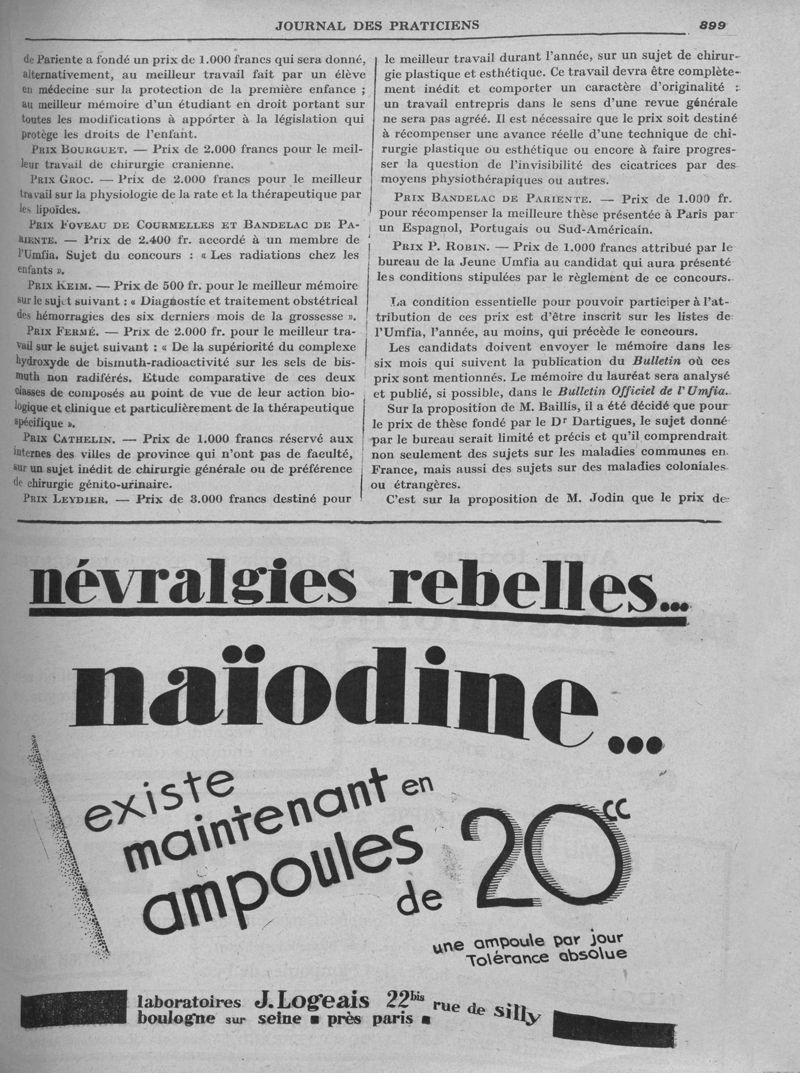 JOURNAL DES PRATICIENS
899
de Pariente a fondé un prix de 1.000 francs qui sera donné,
alternativement, au meilleur travail fait par un élève
en médecine sur la protection de la première enfance ;
au meilleur mémoire d'un étudiant en droit portant sur
toutes les modifications à appórter à la législation qui
protège les droits de l'enfant.
PRIX BOURGUET. — Prix de 2.000 francs pour le meil-
leur travail de chirurgie cranienne.
PRIX GROC. — Prix de 2.000 francs pour le meilleur
travail sur la physiologie de la rate et la thérapeutique par
les lipoïdes.
PRIX FOVEAU DE COURMELLES ET BANDELAC DE PA-
RIENTE. — Prix de 2.400 fr. accordé à un membre de
l'Umfia. Sujet du concours : « Les radiations chez les
enfants ».
PRIX KEIM. — Prix de 500 fr. pour le meilleur mémoire
sur le sujet suivant : « Diagnostic et traitement obstétrical
des hémorragies des six derniers mois de la grossesse ».
PRIX FERMÉ. — Prix de 2.000 fr. pour le meilleur tra-
vail sur le sujet suivant : « De la supériorité du complexe
hydroxyde de bismuth-radioactivité sur les sels de bis-
muth non radiférés. Etude comparative de ces deux
classes de composés au point de vue de leur action bio-
logique et clinique et particulièrement de la thérapeutique
spécifique ».
PRIX CATHELIN. — Prix de 1.000 francs réservé aux
internes des villes de province qui n'ont pas de faculté,
sur un sujet inédit de chirurgie générale ou de préférence
de chirurgie génito-urinaire.
PRIX LEYDIER. — Prix de 3.000 francs destiné pour
le meilleur travail durant l'année, sur un sujet de chirur-
gie plastique et esthétique. Ce travail devra être complète-
ment inédit et comporter un caractère d'originalité :
un travail entrepris dans le sens d'une revue générale
ne sera pas agréé. Il est nécessaire que le prix soit destiné
à récompenser une avance réelle d'une technique de chi-
rurgie plastique ou esthétique ou encore à faire progres-
ser la question de l'invisibilité des cicatrices par des
moyens physiothérapiques ou autres.
PRIX BANDELAC DE PARIENTE. — Prix de 1.000 fr.
pour récompenser la meilleure thèse présentée à Paris par
un Espagnol, Portugais ou Sud-Américain.
PRIX P. ROBIN. — Prix de 1.000 francs attribué par le
bureau de la Jeune Umfia au candidat qui aura présenté
les conditions stipulées par le règlement de ce concours.
La condition essentielle pour pouvoir participer à l'at-
tribution de ces prix est d'être inscrit sur les listes de
l'Umfia, l'année, au moins, qui précède le concours.
Les candidats doivent envoyer le mémoire dans les
six mois qui suivent la publication du Bulletin où ces
prix sont mentionnés. Le mémoire du lauréat sera analysé
et publié, si possible, dans le Bulletin Officiel de l'Umfia.
Sur la proposition de M. Baillis, il a été décidé que pour
le prix de thèse fondé par le Dr Dartigues, le sujet donné
par le bureau serait limité et précis et qu'il comprendrait
non seulement des sujets sur les maladies communes en
France, mais aussi des sujets sur des maladies coloniales
ou étrangères.
C'est sur la proposition de M. Jodin que le prix de
névralgies rebelles...
naïodine...
existe
maintenant en
ampoules
de 20cc
une ampoule par jour
Tolérance absolue
laboratoires J. Logeais 22bis rue de silly
boulogne sur seine ■ près paris ■